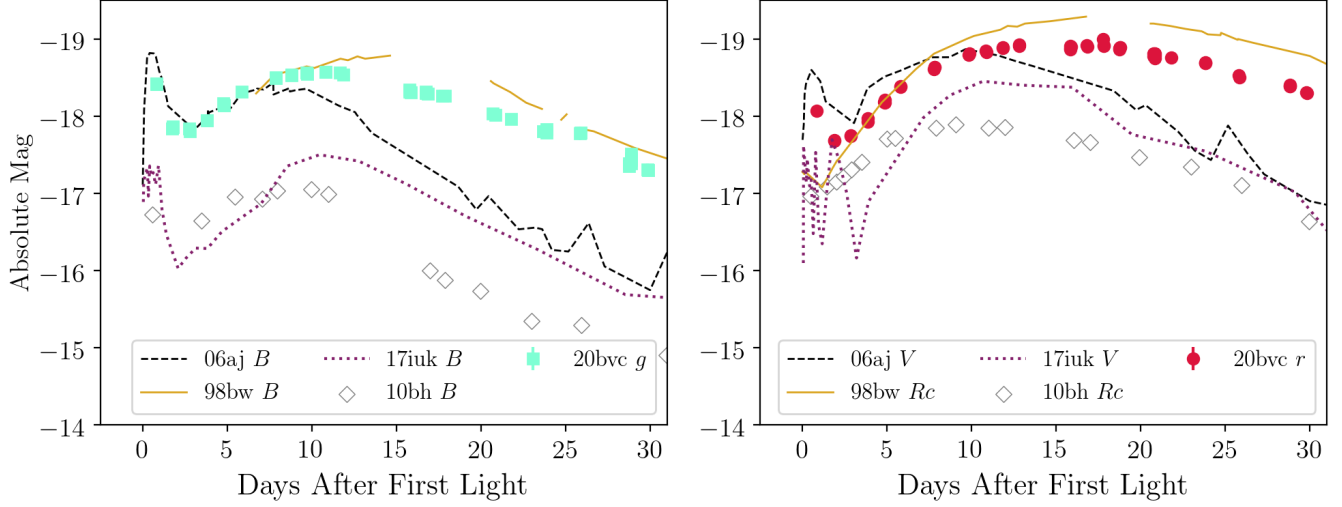 Absolute Mag
−19
−18
−17
−16
−15
−14
06aj B
98bw B
17iuk B
10bh B
20bvc g
0 5 10 15 20 25 30
Days After First Light
−19
−18
−17
−16
−15
−14
06aj V
98bw Rc
17iuk V
10bh Rc
20bvc r
0 5 10 15 20 25 30
Days After First Light